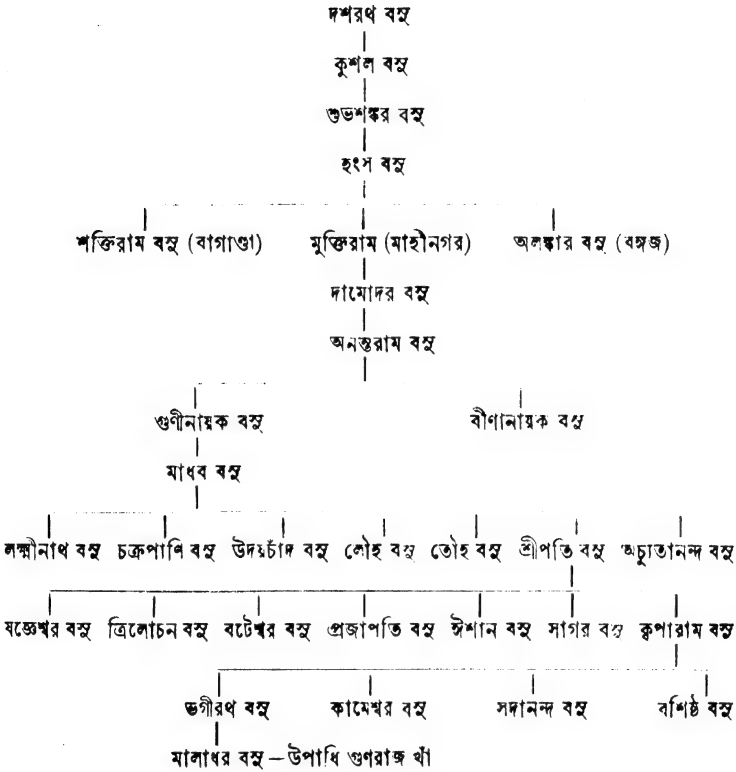 দশরথ বসু
কুশল বসু
শুভশঙ্কর বসু
হংস বসু
শক্তিরাম বসু (বাগাণ্ডা) মুক্তিরাম (মাহীনগর) অলঙ্কার বসু (বঙ্গজ)
দামোদর বসু
অনন্তরাম বসু
গুণীনায়ক বসু বীণানায়ক বসু
মাধব বসু
লক্ষ্মীনাথ বসু চক্রপাণি বসু উদয়চাঁদ বসু লোহ বসু তোহ বসু শ্রীপতি বসু অচ্যুতানন্দ বসু
যজ্ঞেশ্বর বসু ত্রিলোচন বসু বটেশ্বর বসু প্রজাপতি বসু ঈশান বসু সাগর বসু কৃপারাম বসু
ভগীরথ বসু কামেশ্বর বসু সদানন্দ বসু বশিষ্ঠ বসু
মালাধর বসু – উপাধি গুণরাজ খাঁ